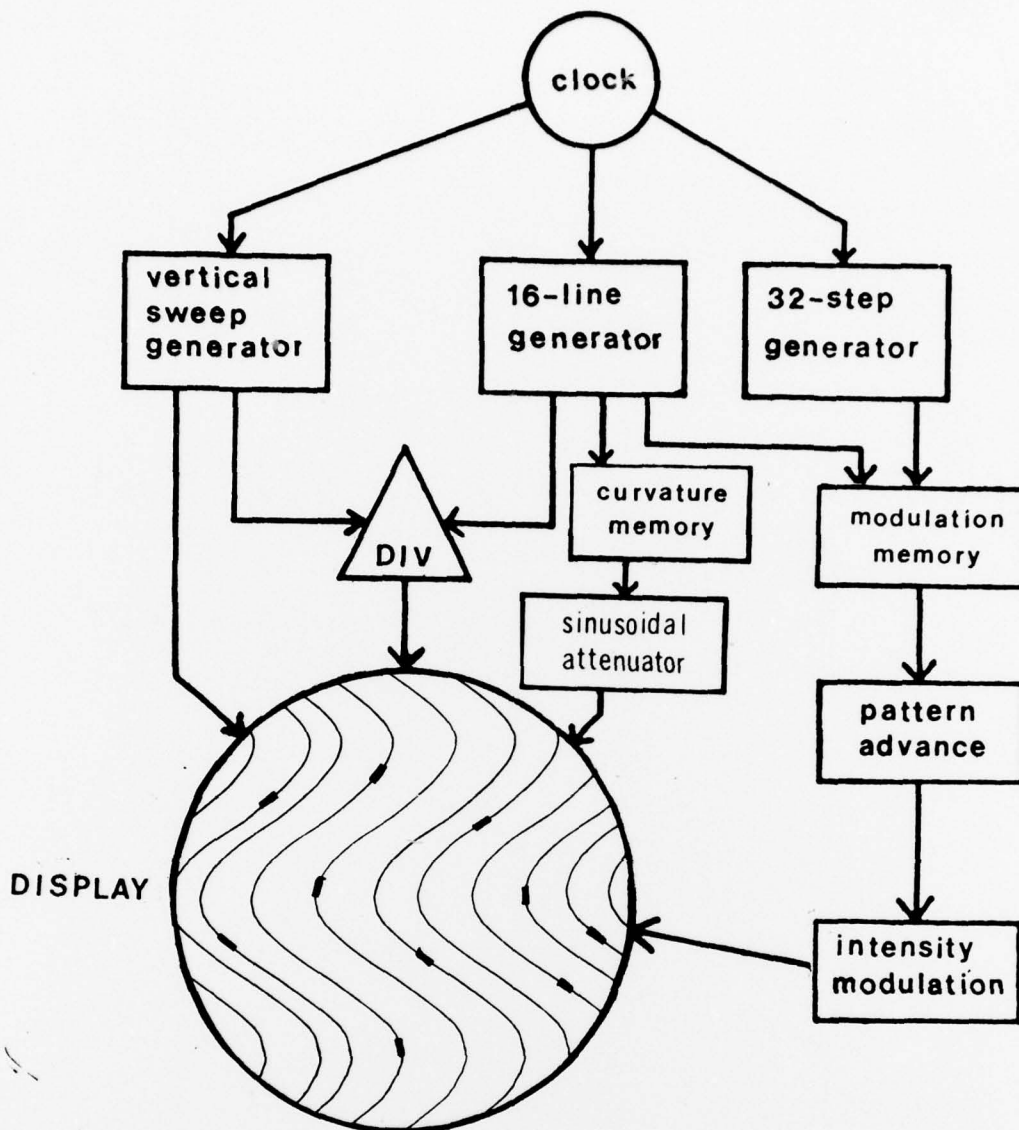 clock
vertical
sweep
generator
16-line
generator
32-step
generator
curvature
memory
modulation
memory
DIV
sinusoidal
attenuator
pattern
advance
DISPLAY
intensity
modulation